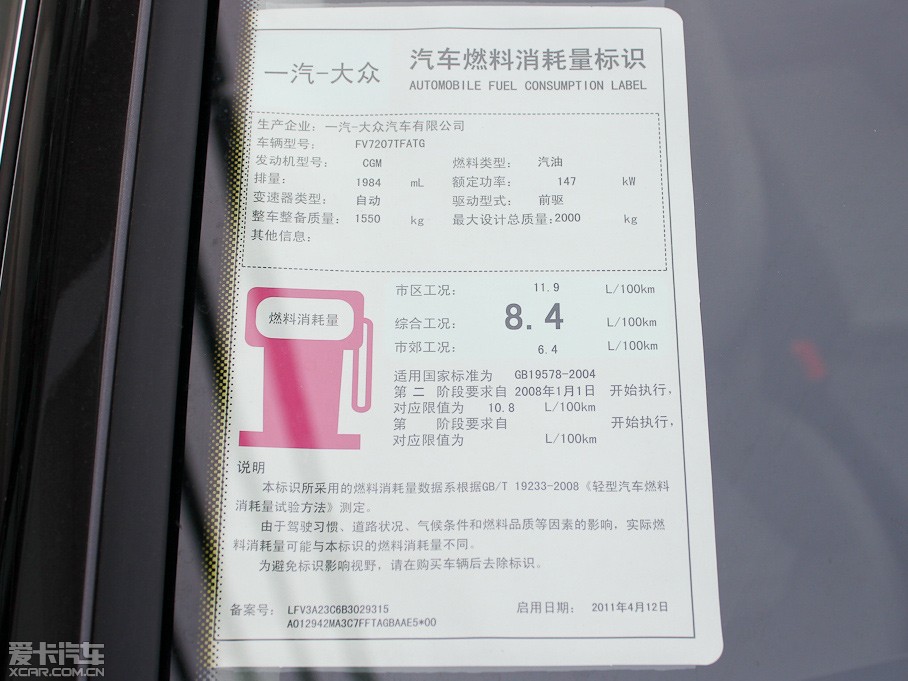 一汽-大众
汽车燃料消耗量标识
AUTOMOBILE FUEL CONSUMPTION LABEL
生产企业: 一汽-大众汽车有限公司
车辆型号: FV7207TFATG
发动机型号: CGM 燃料类型: 汽油
排量: 1984 mL 额定功率: 147 kW
变速器类型: 自动 驱动型式: 前驱
整车整备质量: 1550 kg 最大设计总质量:2000 kg
其他信息:
燃料消耗量
市区工况: 11.9 L/100km
综合工况: 8.4 L/100km
市郊工况: 6.4 L/100km
适用国家标准为 GB19578-2004
第 二 阶段要求自 2008年1月1日 开始执行,
对应限值为 10.8 L/100km
第 阶段要求自 开始执行,
对应限值为 L/100km
说明
本标识所采用的燃料消耗量数据系根据GB/T 19233-2008《轻型汽车燃料
消耗量试验方法》测定。
由于驾驶习惯、道路状况、气候条件和燃料品质等因素的影响，实际燃
料消耗量可能与本标识的燃料消耗量不同。
为避免标识影响视野，请在购买车辆后去除标识。
备案号: LFV3A23C6B3029315 启用日期: 2011年4月12日
A012942MA3C7FFTAGBAAE5*00
爱卡汽车
XCAR.COM.CN